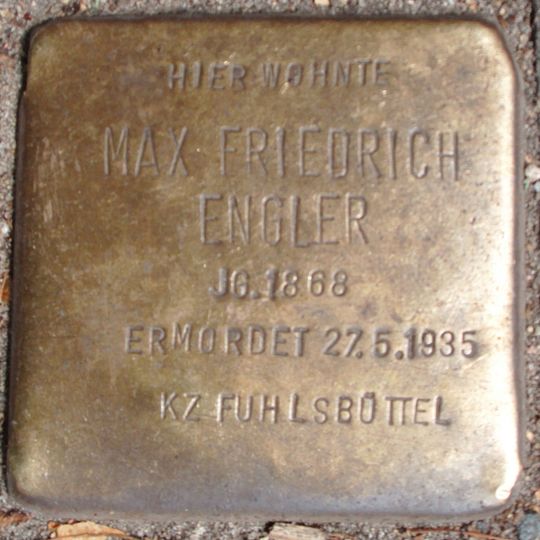 HIER WOHNTE
MAX FRIEDRICH
ENGLER
JG. 1868
ERMORDET 27.5.1935
KZ FUHLSBÜTTEL